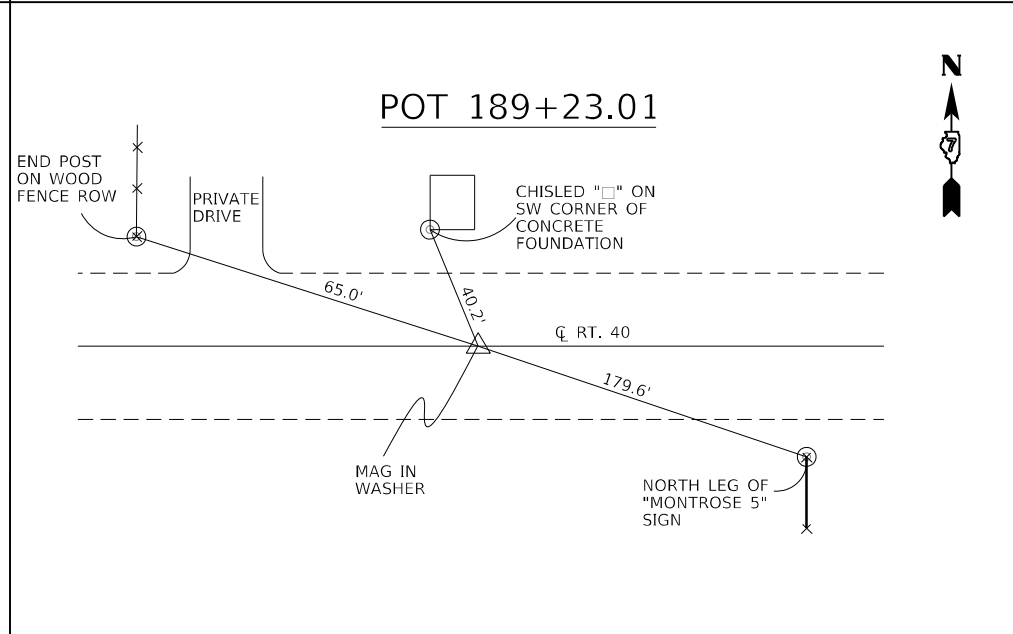 N
7
POT 189+23.01
END POST
ON WOOD
FENCE ROW
PRIVATE
DRIVE
CHISLED "□" ON
SW CORNER OF
CONCRETE
FOUNDATION
65.0'
40.2'
℄ RT. 40
179.6'
MAG IN
WASHER
NORTH LEG OF
"MONTROSE 5"
SIGN